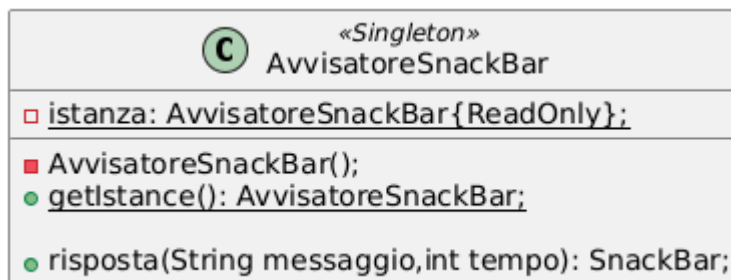 «Singleton»
C AvvisatoreSnackBar
istanza: AvvisatoreSnackBar{ReadOnly};
AvvisatoreSnackBar();
getIstance(): AvvisatoreSnackBar;
risposta(String messaggio,int tempo): SnackBar;